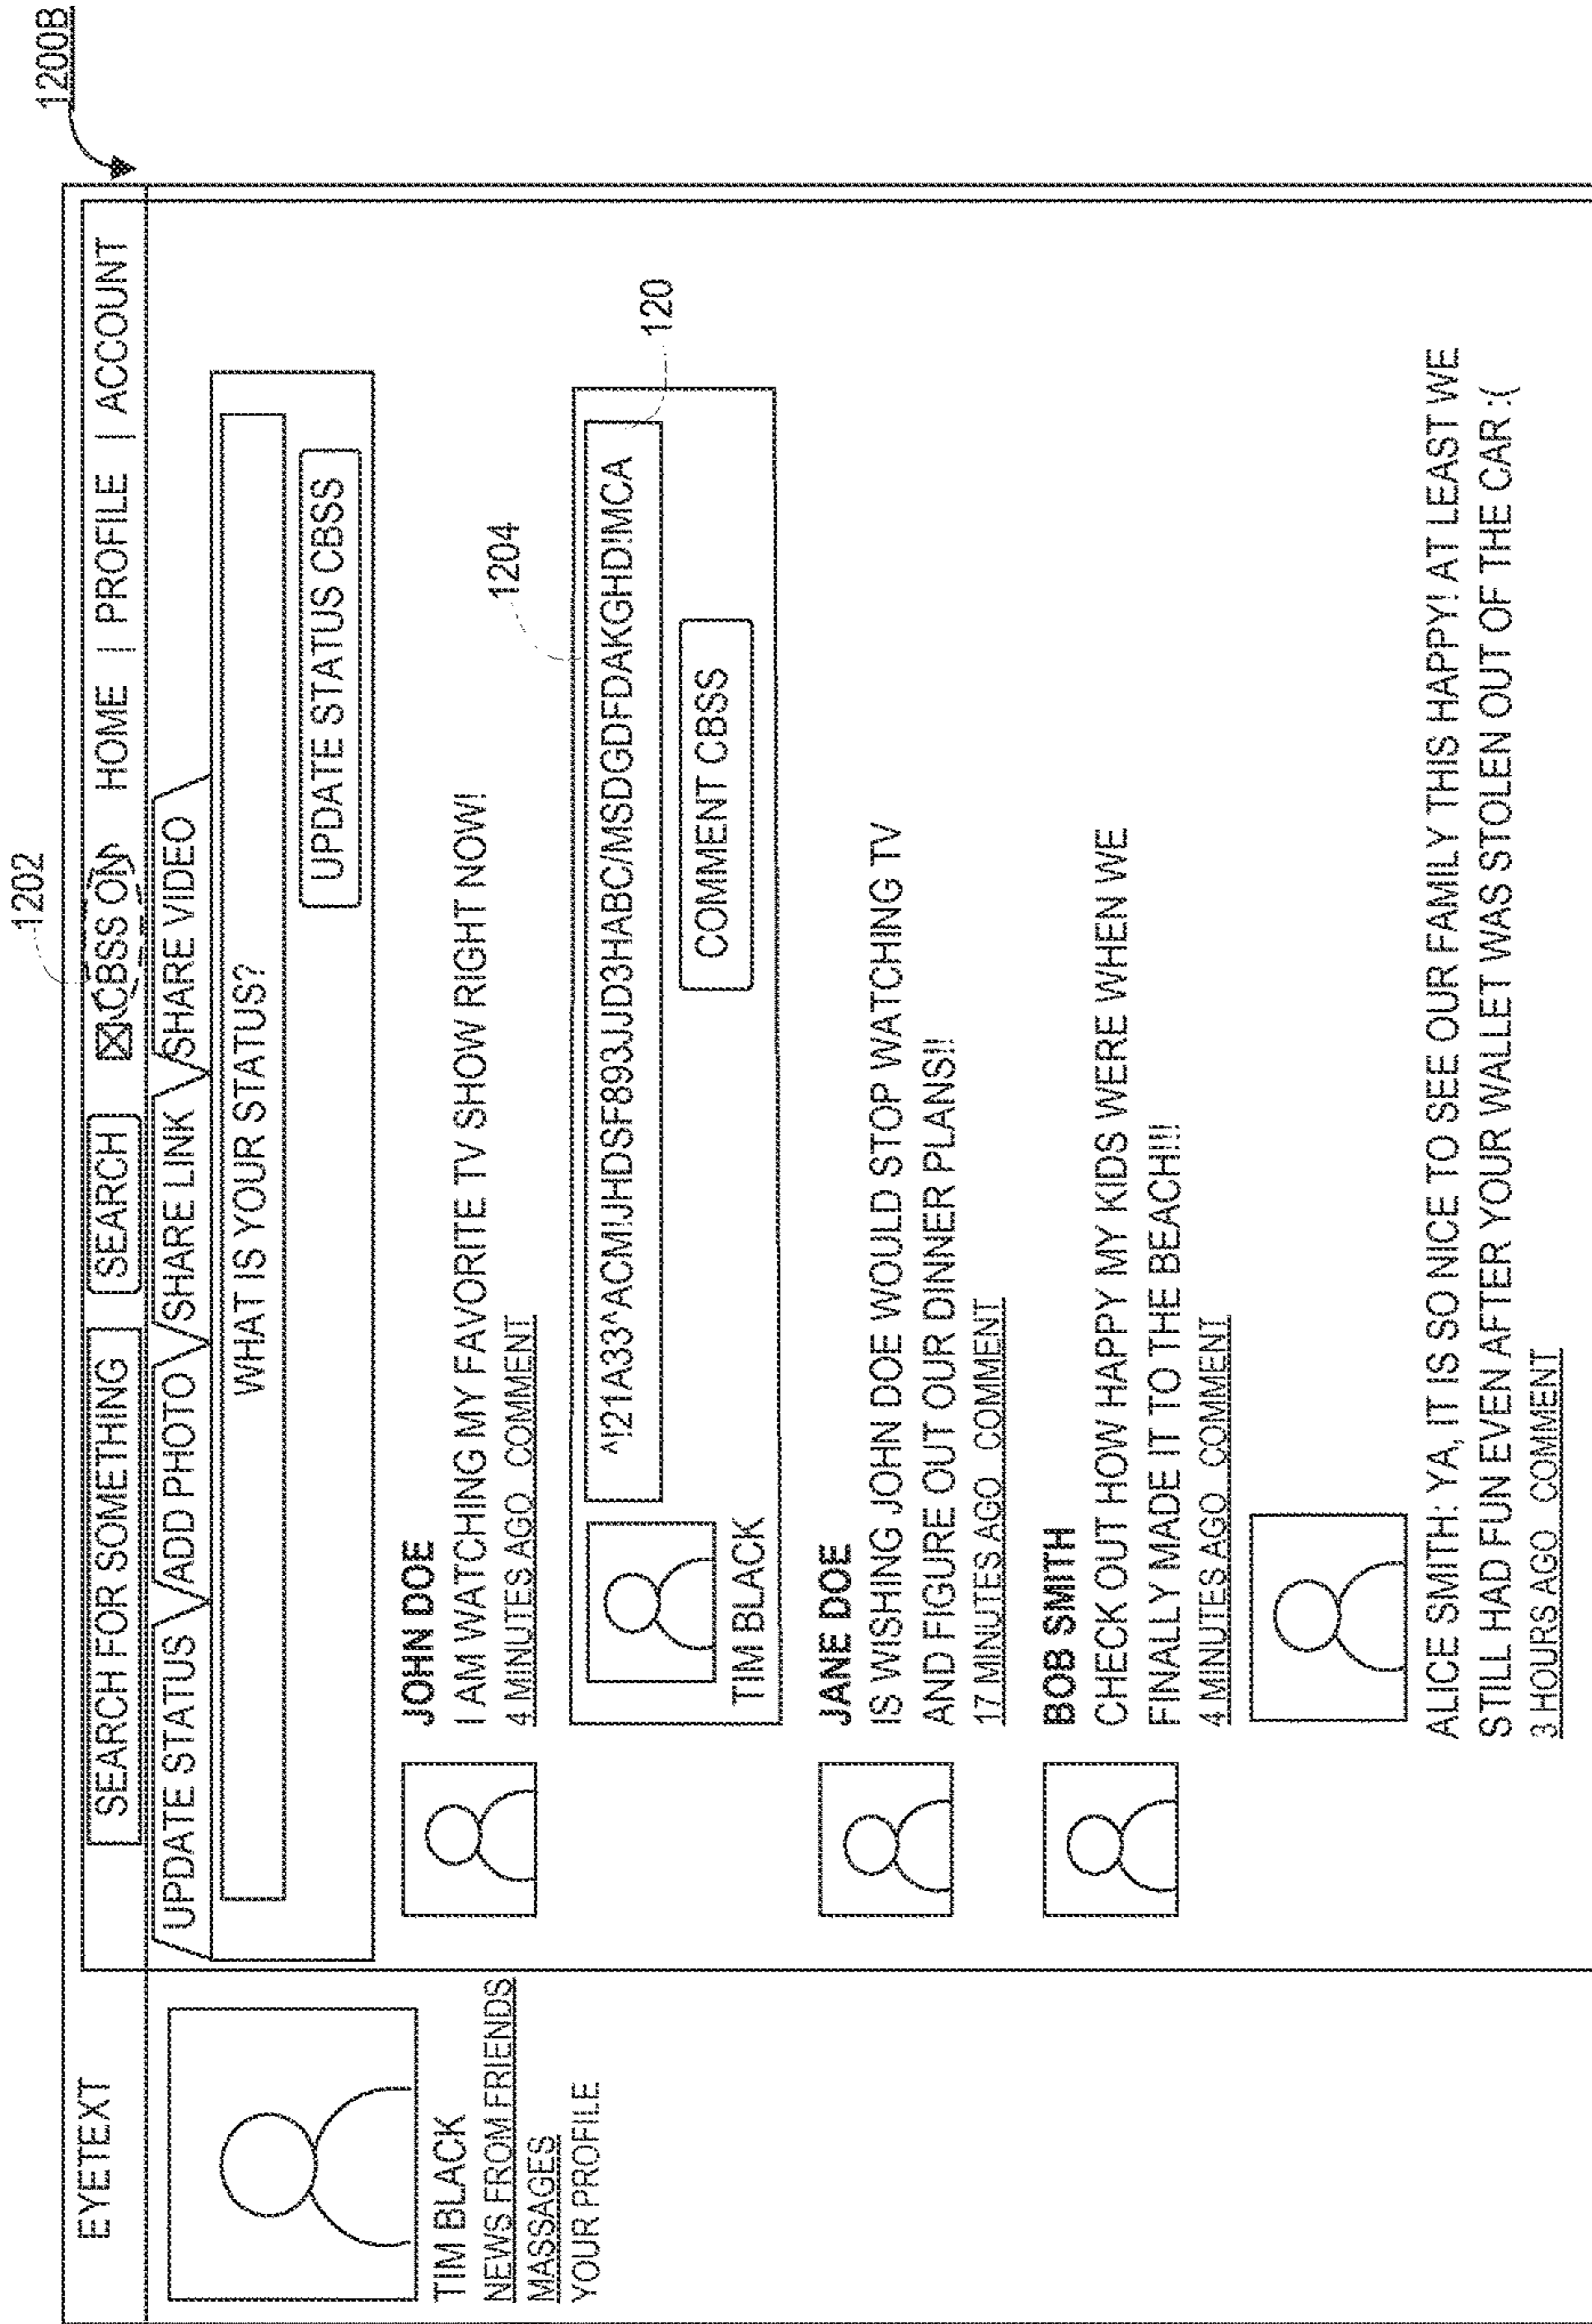 1200B
1202
EYETEXT
SEARCH FOR SOMETHING SEARCH CBSS ON HOME | PROFILE | ACCOUNT
UPDATE STATUS ADD PHOTO SHARE LINK SHARE VIDEO
WHAT IS YOUR STATUS?
UPDATE STATUS CBSS
TIM BLACK
NEWS FROM FRIENDS
MASSAGES
YOUR PROFILE
JOHN DOE
I AM WATCHING MY FAVORITE TV SHOW RIGHT NOW!
4 MINUTES AGO COMMENT
1204
^!21A33^ACM!JHDSF893JJD3HABC/MSDGDFDAKGHD!MCA
120
COMMENT CBSS
TIM BLACK
JANE DOE
IS WISHING JOHN DOE WOULD STOP WATCHING TV
AND FIGURE OUT OUR DINNER PLANS!!
17 MINUTES AGO COMMENT
BOB SMITH
CHECK OUT HOW HAPPY MY KIDS WERE WHEN WE
FINALLY MADE IT TO THE BEACH!!!
4 MINUTES AGO COMMENT
ALICE SMITH: YA, IT IS SO NICE TO SEE OUR FAMILY THIS HAPPY! AT LEAST WE
STILL HAD FUN EVEN AFTER YOUR WALLET WAS STOLEN OUT OF THE CAR :(
3 HOURS AGO COMMENT